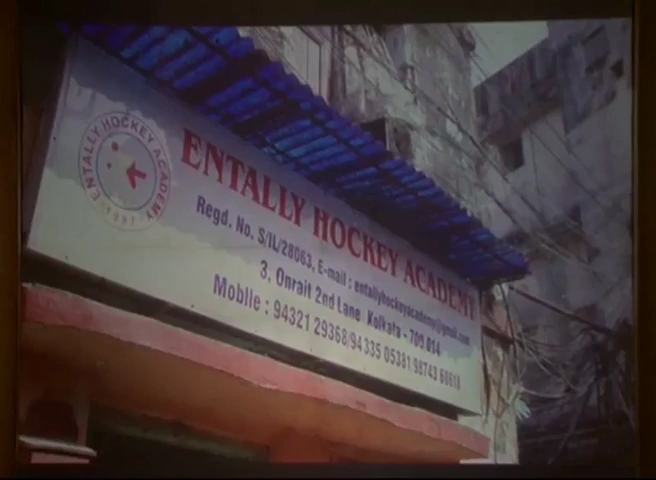 ENTALLY HOCKEY ACADEMY
1997
ENTALLY HOCKEY ACADEMY
Regd. No. S/IL/28063, E-mail : entallyhockeyacademy@gmail.com
3, Onrait 2nd Lane Kolkata - 700 014
Moblle : 94321 29368/94335 05381/98743 60618